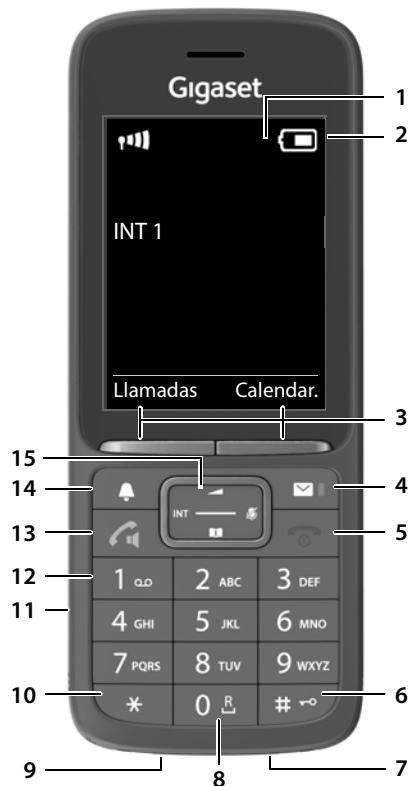 Gigaset
1
2
INT 1
Llamadas Calendar.
3
15
14
4
INT
13
5
12
1 2 ABC 3 DEF
11
4 GHI 5 JKL 6 MNO
7 PQRS 8 TUV 9 WXYZ
10
* 0 R #
6
9
8
7